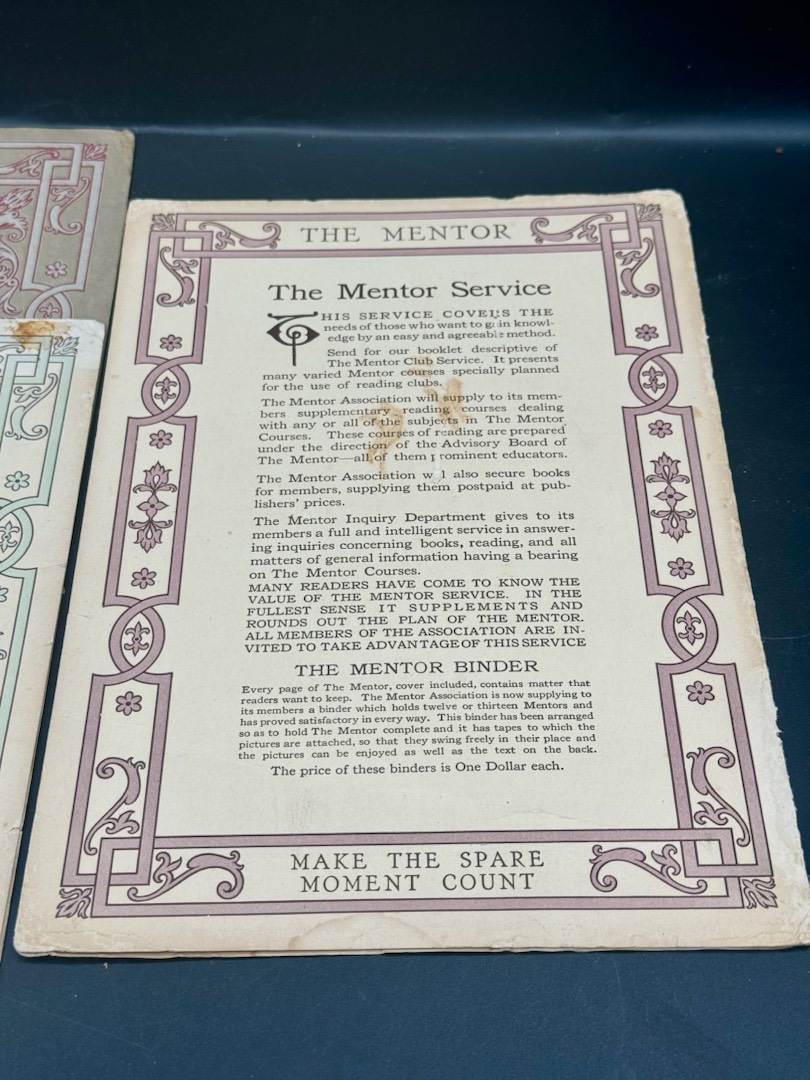 THE MENTOR
The Mentor Service
THIS SERVICE COVERS THE
needs of those who want to gain knowl-
edge by an easy and agreeable method.
Send for our booklet descriptive of
The Mentor Club Service. It presents
many varied Mentor courses specially planned
for the use of reading clubs.
The Mentor Association will supply to its mem-
bers supplementary reading courses dealing
with any or all of the subjects in The Mentor
Courses. These courses of reading are prepared
under the direction of the Advisory Board of
The Mentor—all of them prominent educators.
The Mentor Association will also secure books
for members, supplying them postpaid at pub-
lishers' prices.
The Mentor Inquiry Department gives to its
members a full and intelligent service in answer-
ing inquiries concerning books, reading, and all
matters of general information having a bearing
on The Mentor Courses.
MANY READERS HAVE COME TO KNOW THE
VALUE OF THE MENTOR SERVICE. IN THE
FULLEST SENSE IT SUPPLEMENTS AND
ROUNDS OUT THE PLAN OF THE MENTOR.
ALL MEMBERS OF THE ASSOCIATION ARE IN-
VITED TO TAKE ADVANTAGE OF THIS SERVICE
THE MENTOR BINDER
Every page of The Mentor, cover included, contains matter that
readers want to keep. The Mentor Association is now supplying to
its members a binder which holds twelve or thirteen Mentors and
has proved satisfactory in every way. This binder has been arranged
so as to hold The Mentor complete and it has tapes to which the
pictures are attached, so that they swing freely in their place and
the pictures can be enjoyed as well as the text on the back.
The price of these binders is One Dollar each.
MAKE THE SPARE
MOMENT COUNT